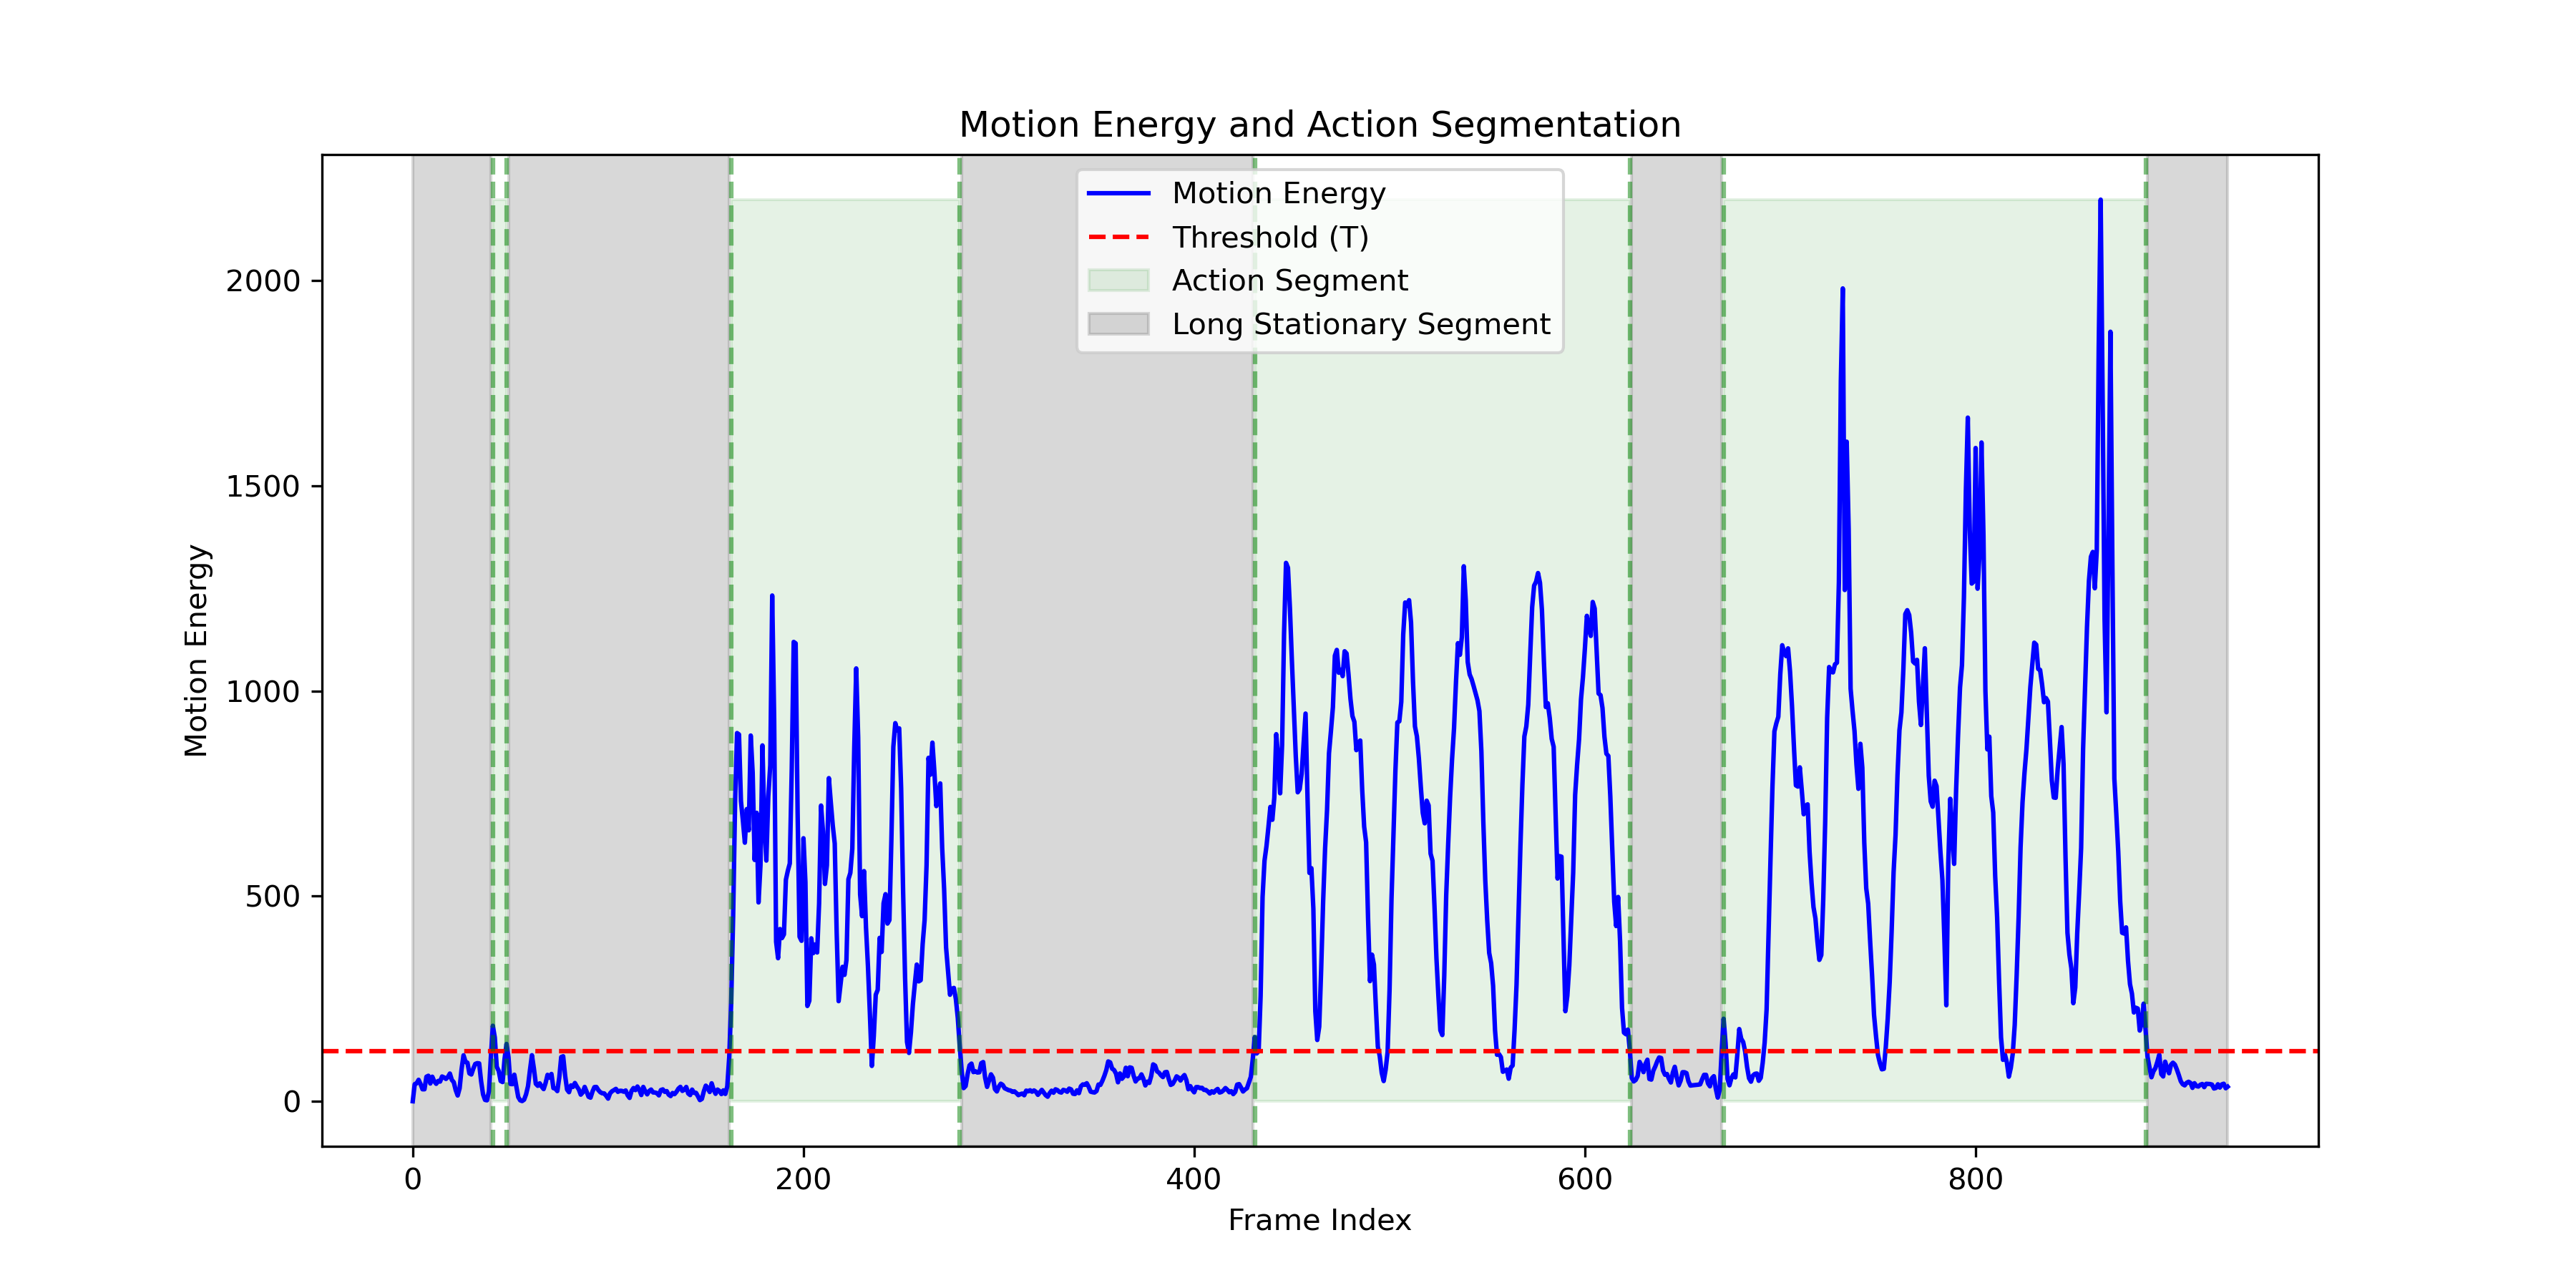 Motion Energy and Action Segmentation
Motion Energy
Threshold (T)
Action Segment
Long Stationary Segment
2000
1500
1000
500
0
Motion Energy
0 200 400 600 800
Frame Index